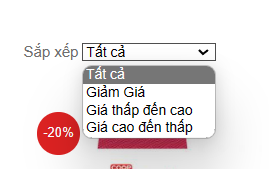 Sắp xếp Tất cả
Tất cả
Giảm Giá
Giá thấp đến cao
Giá cao đến thấp
-20%